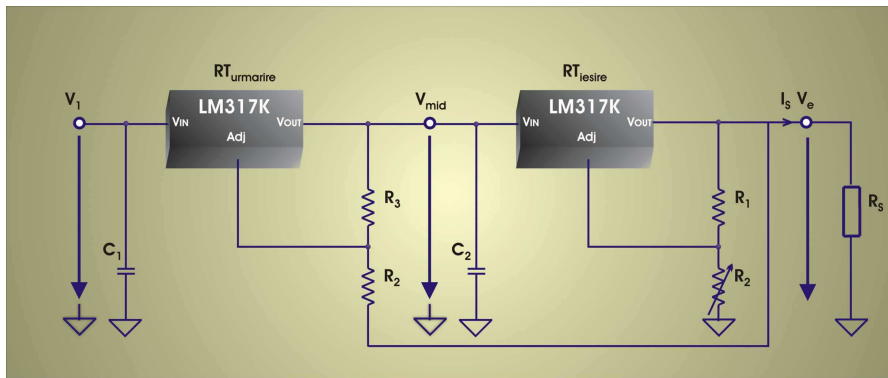 RTurmarire
RTiesire
V1
LM317K
Vmid
LM317K
IS Ve
VIN
VOUT
VIN
VOUT
Adj
Adj
R3
R1
RS
C1
R2
C2
R2